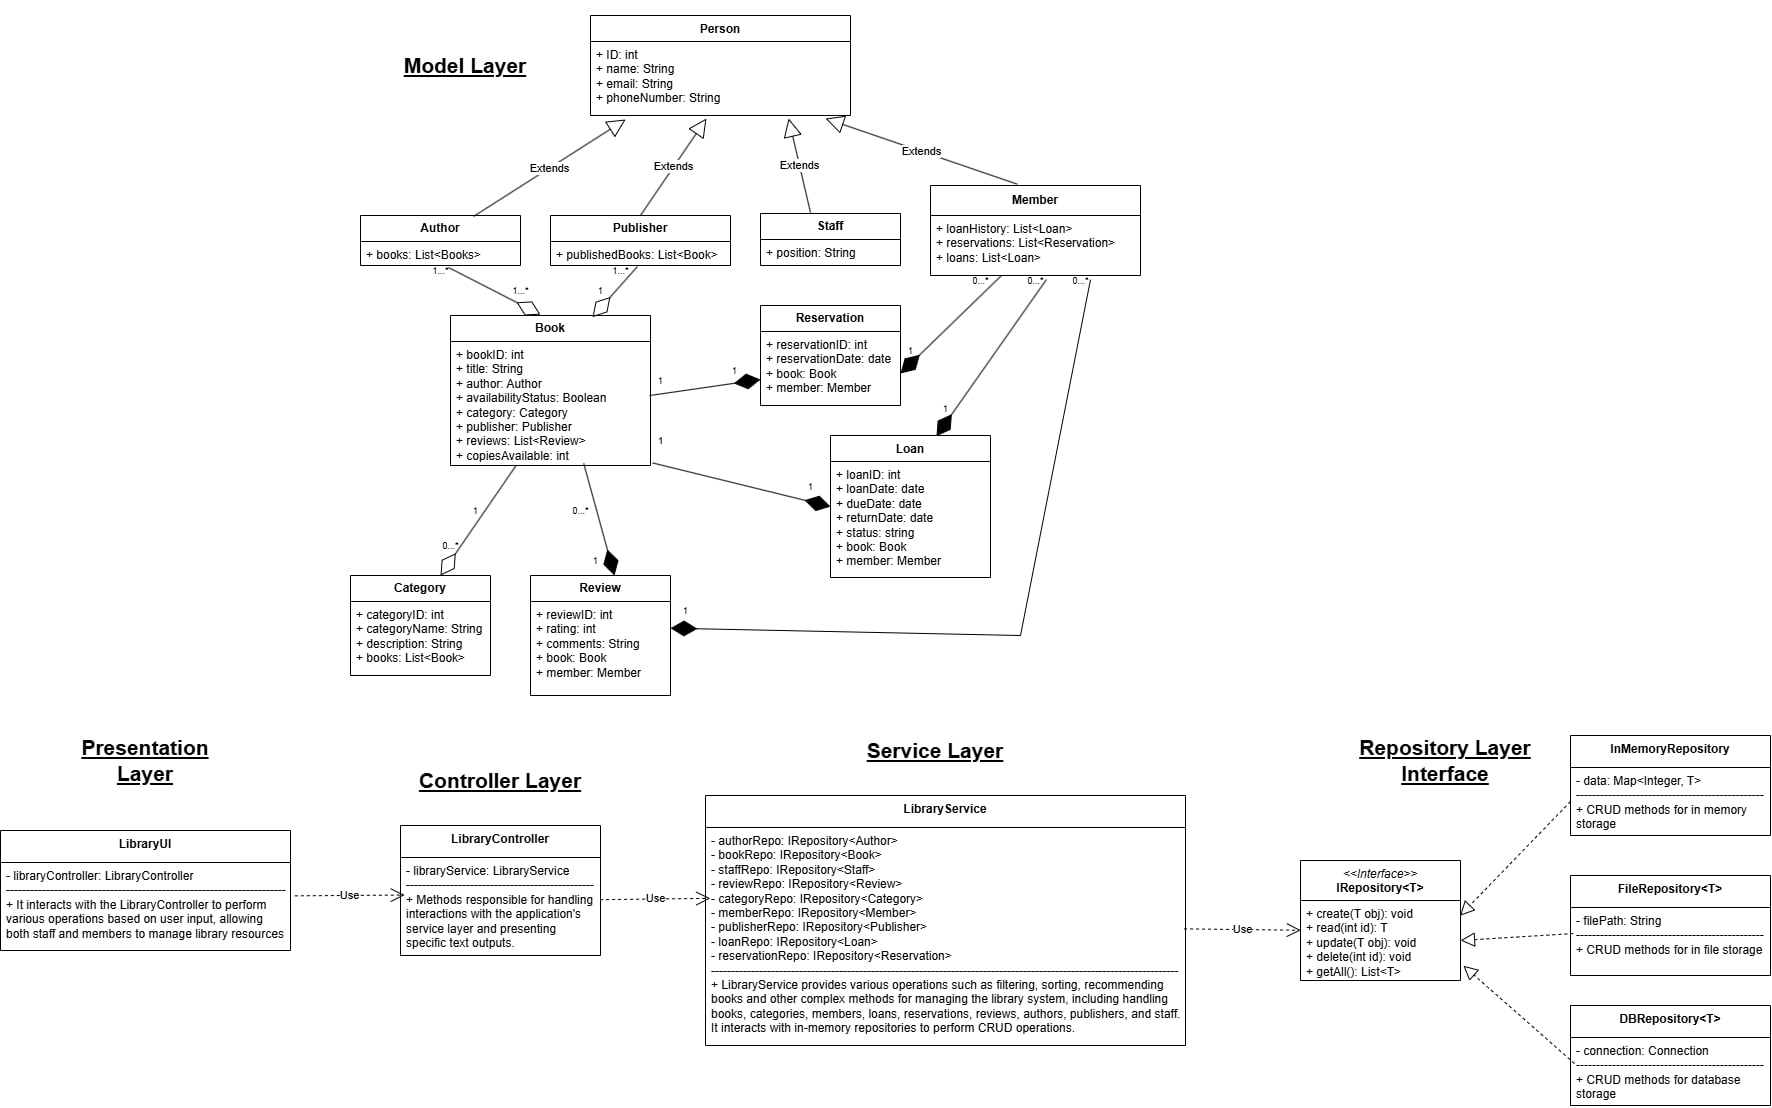 Model Layer
Person
+ ID: int
+ name: String
+ email: String
+ phoneNumber: String
Extends
Extends
Extends
Extends
Author
+ books: List<Books>
Publisher
+ publishedBooks: List<Book>
Staff
+ position: String
Member
+ loanHistory: List<Loan>
+ reservations: List<Reservation>
+ loans: List<Loan>
1...*
1...*
0...*
0...*
0...*
1...*
1
Book
+ bookID: int
+ title: String
+ author: Author
+ availabilityStatus: Boolean
+ category: Category
+ publisher: Publisher
+ reviews: List<Review>
+ copiesAvailable: int
Reservation
+ reservationID: int
+ reservationDate: date
+ book: Book
+ member: Member
1
1
1
1
1
1
Loan
+ loanID: int
+ loanDate: date
+ dueDate: date
+ returnDate: date
+ status: string
+ book: Book
+ member: Member
1
0...*
0...*
1
1
Category
+ categoryID: int
+ categoryName: String
+ description: String
+ books: List<Book>
Review
+ reviewID: int
+ rating: int
+ comments: String
+ book: Book
+ member: Member
Presentation
Layer
LibraryUI
- libraryController: LibraryController
+ It interacts with the LibraryController to perform
various operations based on user input, allowing
both staff and members to manage library resources
Use
Controller Layer
LibraryController
- libraryService: LibraryService
+ Methods responsible for handling
interactions with the application's
service layer and presenting
specific text outputs.
Use
Service Layer
LibraryService
- authorRepo: IRepository<Author>
- bookRepo: IRepository<Book>
- staffRepo: IRepository<Staff>
- reviewRepo: IRepository<Review>
- categoryRepo: IRepository<Category>
- memberRepo: IRepository<Member>
- publisherRepo: IRepository<Publisher>
- loanRepo: IRepository<Loan>
- reservationRepo: IRepository<Reservation>
+ LibraryService provides various operations such as filtering, sorting, recommending
books and other complex methods for managing the library system, including handling
books, categories, members, loans, reservations, reviews, authors, publishers, and staff.
It interacts with in-memory repositories to perform CRUD operations.
Use
Repository Layer
Interface
<<Interface>>
IRepository<T>
+ create(T obj): void
+ read(int id): T
+ update(T obj): void
+ delete(int id): void
+ getAll(): List<T>
InMemoryRepository
- data: Map<Integer, T>
+ CRUD methods for in memory
storage
FileRepository<T>
- filePath: String
+ CRUD methods for in file storage
DBRepository<T>
- connection: Connection
+ CRUD methods for database
storage